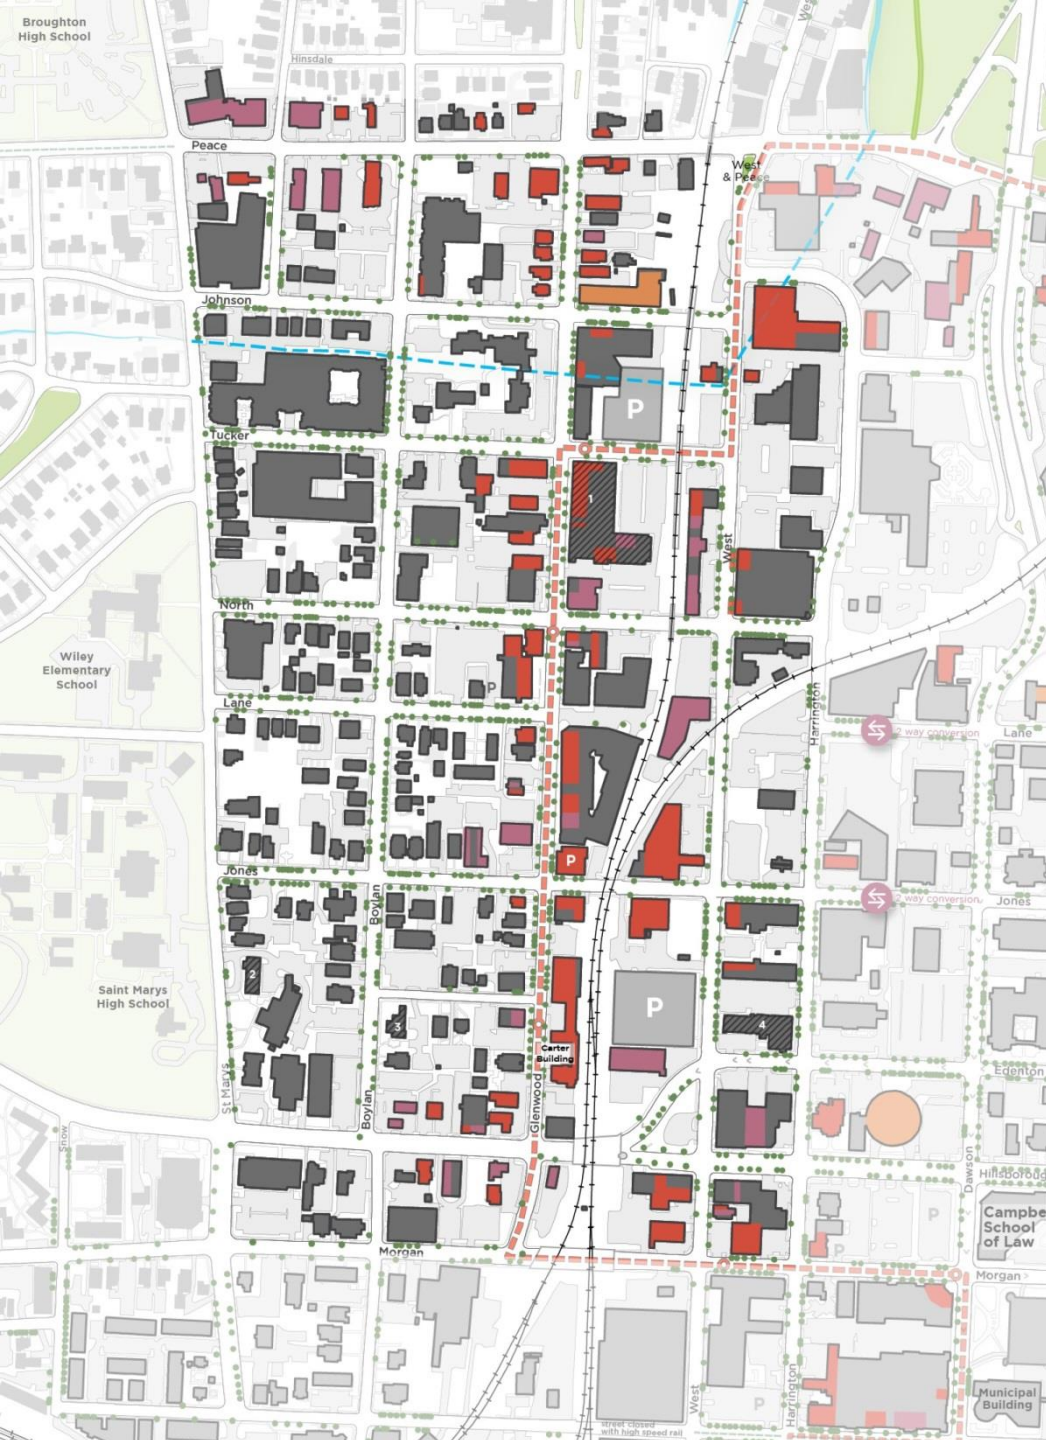 Broughton
High School
Hinsdale
Peace
West
& Peace
Johnson
P
Tucker
1
West
North
Wiley
Elementary
School
P
Lane
Harrington
2 way conversion
Lane
P
Jones
Boylan
2 way conversion
Jones
2
Saint Marys
High School
P
3
4
Carter
Building
Edenton
St Marys
Boylan
Glenwood
Snow
Dawson
Hillsboroug
P
Campbe
School
of Law
P
Morgan
Morgan >
West
Harrington
P
Municipal
Building
street closed
with high speed rail